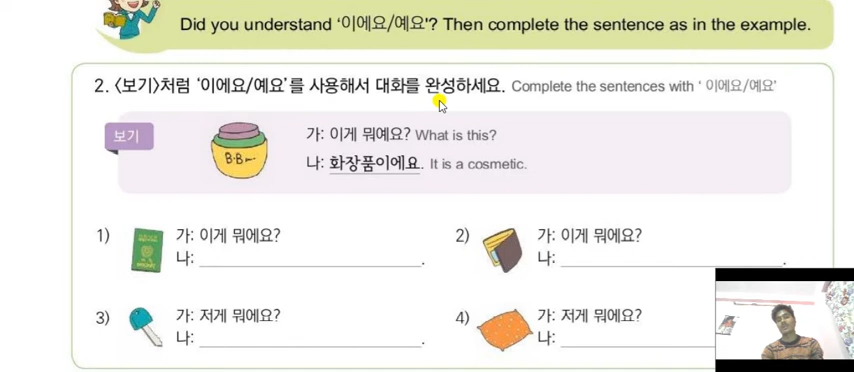 Did you understand ‘이에요/예요’? Then complete the sentence as in the example.
2. 〈보기〉처럼 ‘이에요/예요’를 사용해서 대화를 완성하세요. Complete the sentences with ‘ 이에요/예요’
보기
가: 이게 뭐예요? What is this?
B·B
나: 화장품이에요. It is a cosmetic.
1)
가: 이게 뭐에요?
나: .
2)
가: 이게 뭐에요?
나: .
3)
가: 저게 뭐에요?
나: .
4)
가: 저게 뭐에요?
나: